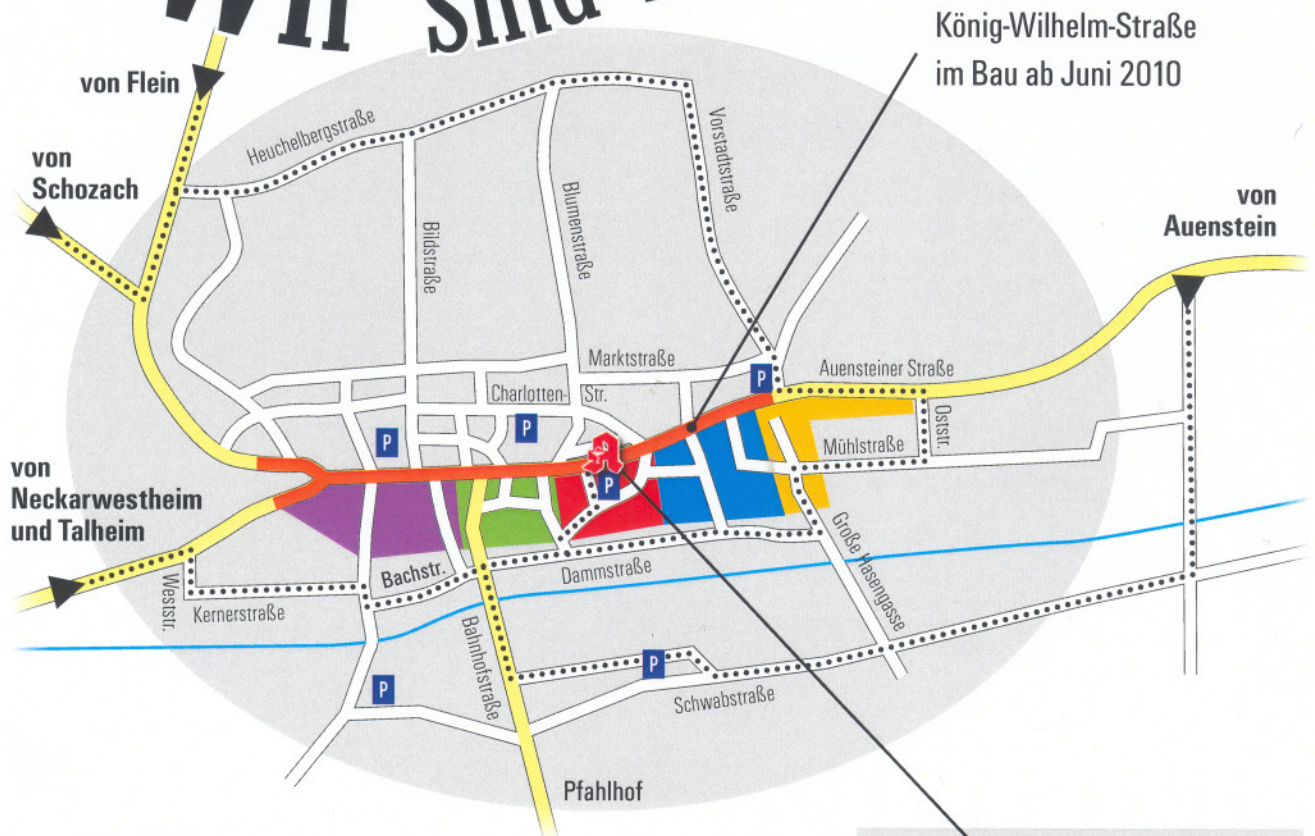 Wir sind
König-Wilhelm-Straße
im Bau ab Juni 2010
von Flein
von
Schozach
Heuchelbergstraße
Vorstadtstraße
von
Auenstein
Bildstraße
Blumenstraße
Marktstraße
Charlotten-
Str.
P
Auensteiner Straße
P
P
Oststr.
Mühlstraße
von
Neckarwestheim
und Talheim
P
Große Hasengasse
Weststr.
Kernerstraße
Bachstr.
Dammstraße
Bahnhofstraße
P
P
Schwabstraße
Pfahlhof